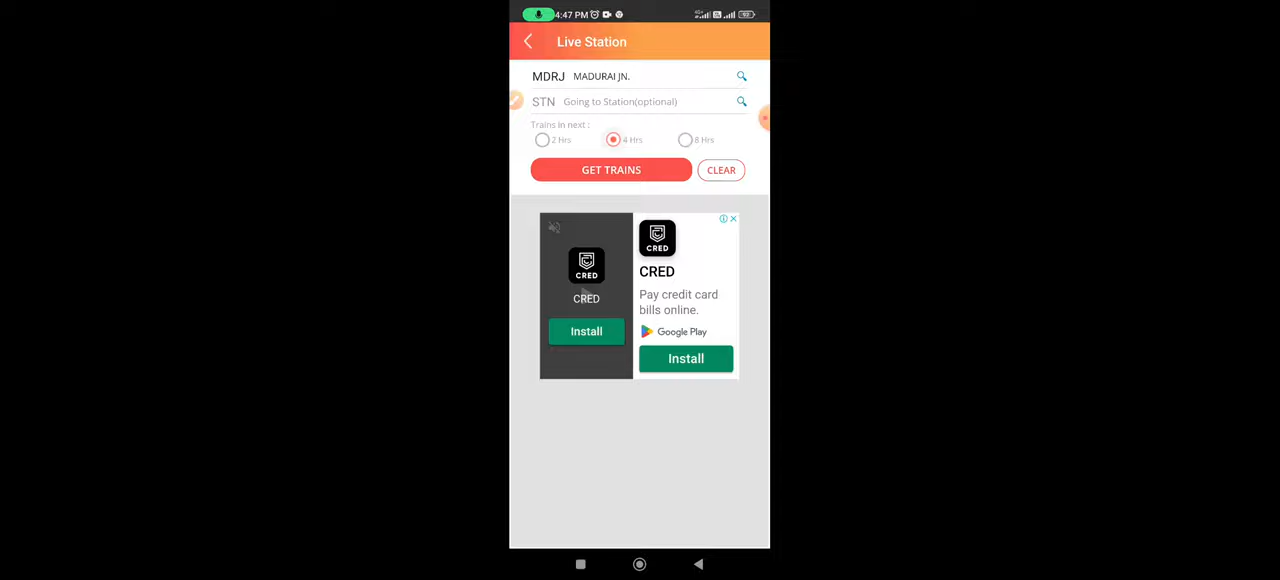 4:47 PM
Live Station
MDRJ MADURAI JN.
STN Going to Station(optional)
Trains in next :
2 Hrs 4 Hrs 8 Hrs
GET TRAINS CLEAR
CRED
CRED
Install
CRED
CRED
Pay credit card
bills online.
Google Play
Install